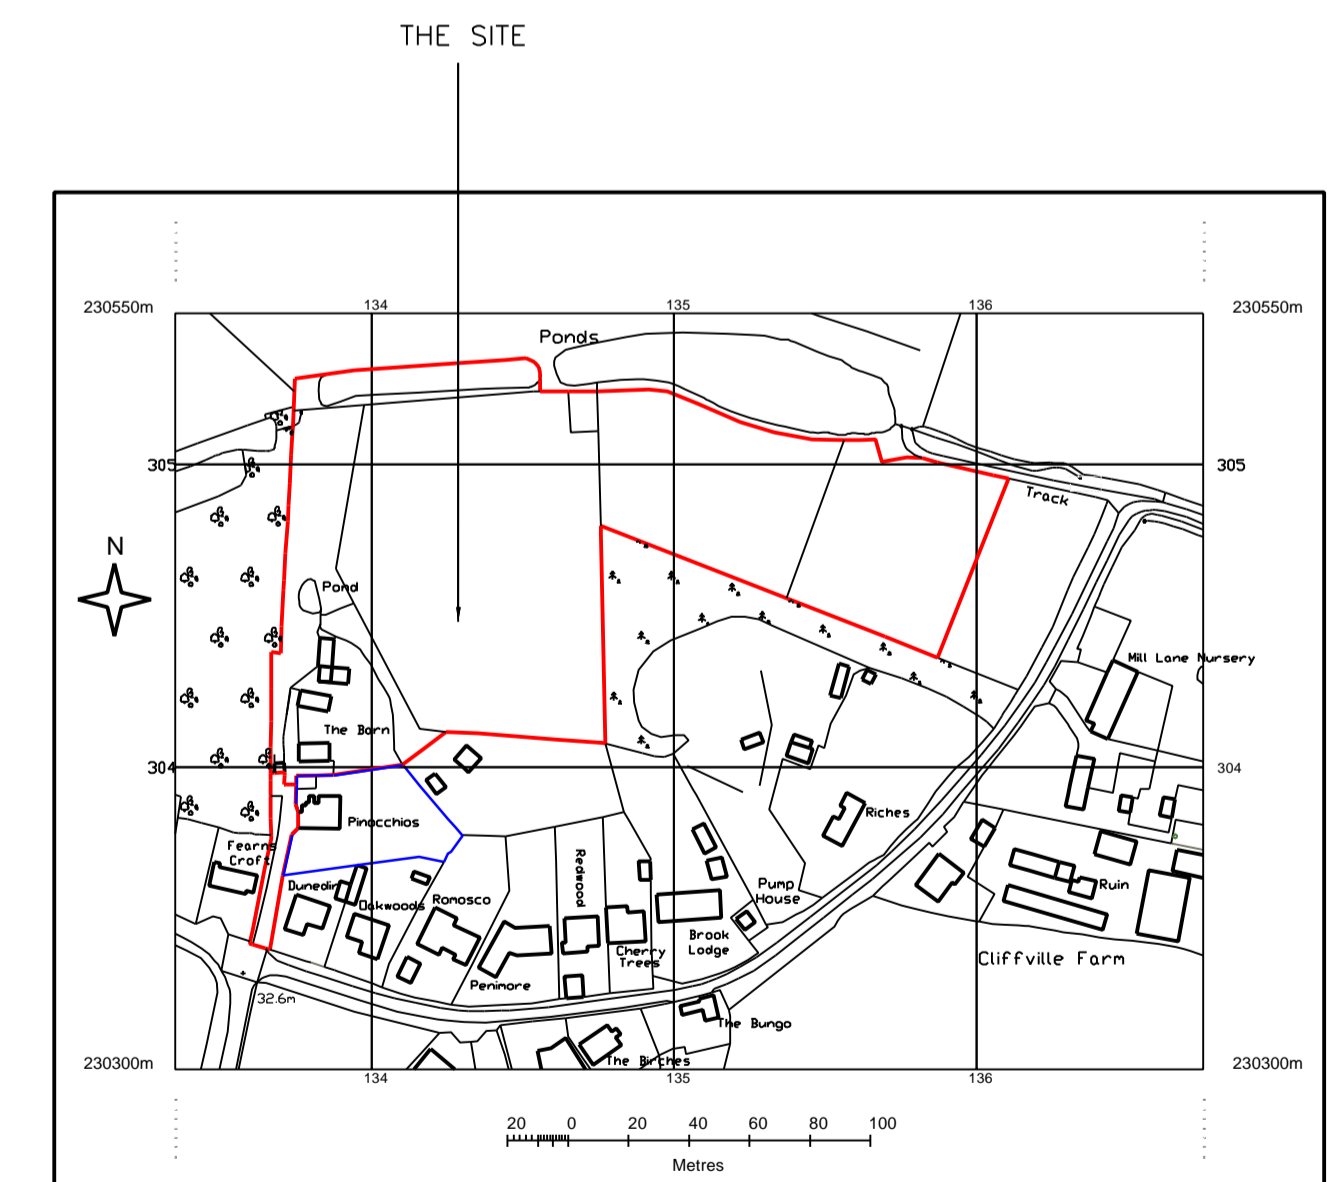 THE SITE
230550m
134
135
136
230550m
Ponds
305
305
Track
N
Pond
Mill Lane Nursery
The Barn
304
304
Pinocchios
Riches
Fearns
Croft
Redwood
Dunedin
Oakwoods
Romosco
Pump
House
Ruin
Brook
Lodge
Cherry
Trees
Cliffville Farm
Penimore
32.6m
The Bungo
The Birches
230300m
134
135
136
230300m
20 0 20 40 60 80 100
Metres